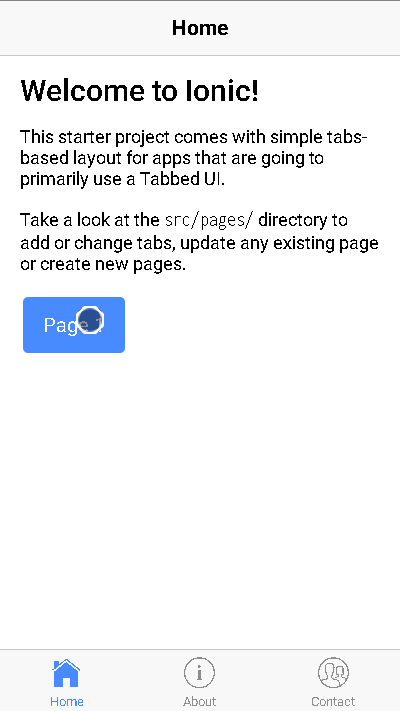 Home
Welcome to Ionic!
This starter project comes with simple tabs-
based layout for apps that are going to
primarily use a Tabbed UI.
Take a look at the src/pages/ directory to
add or change tabs, update any existing page
or create new pages.
Page 1
Home
About
Contact